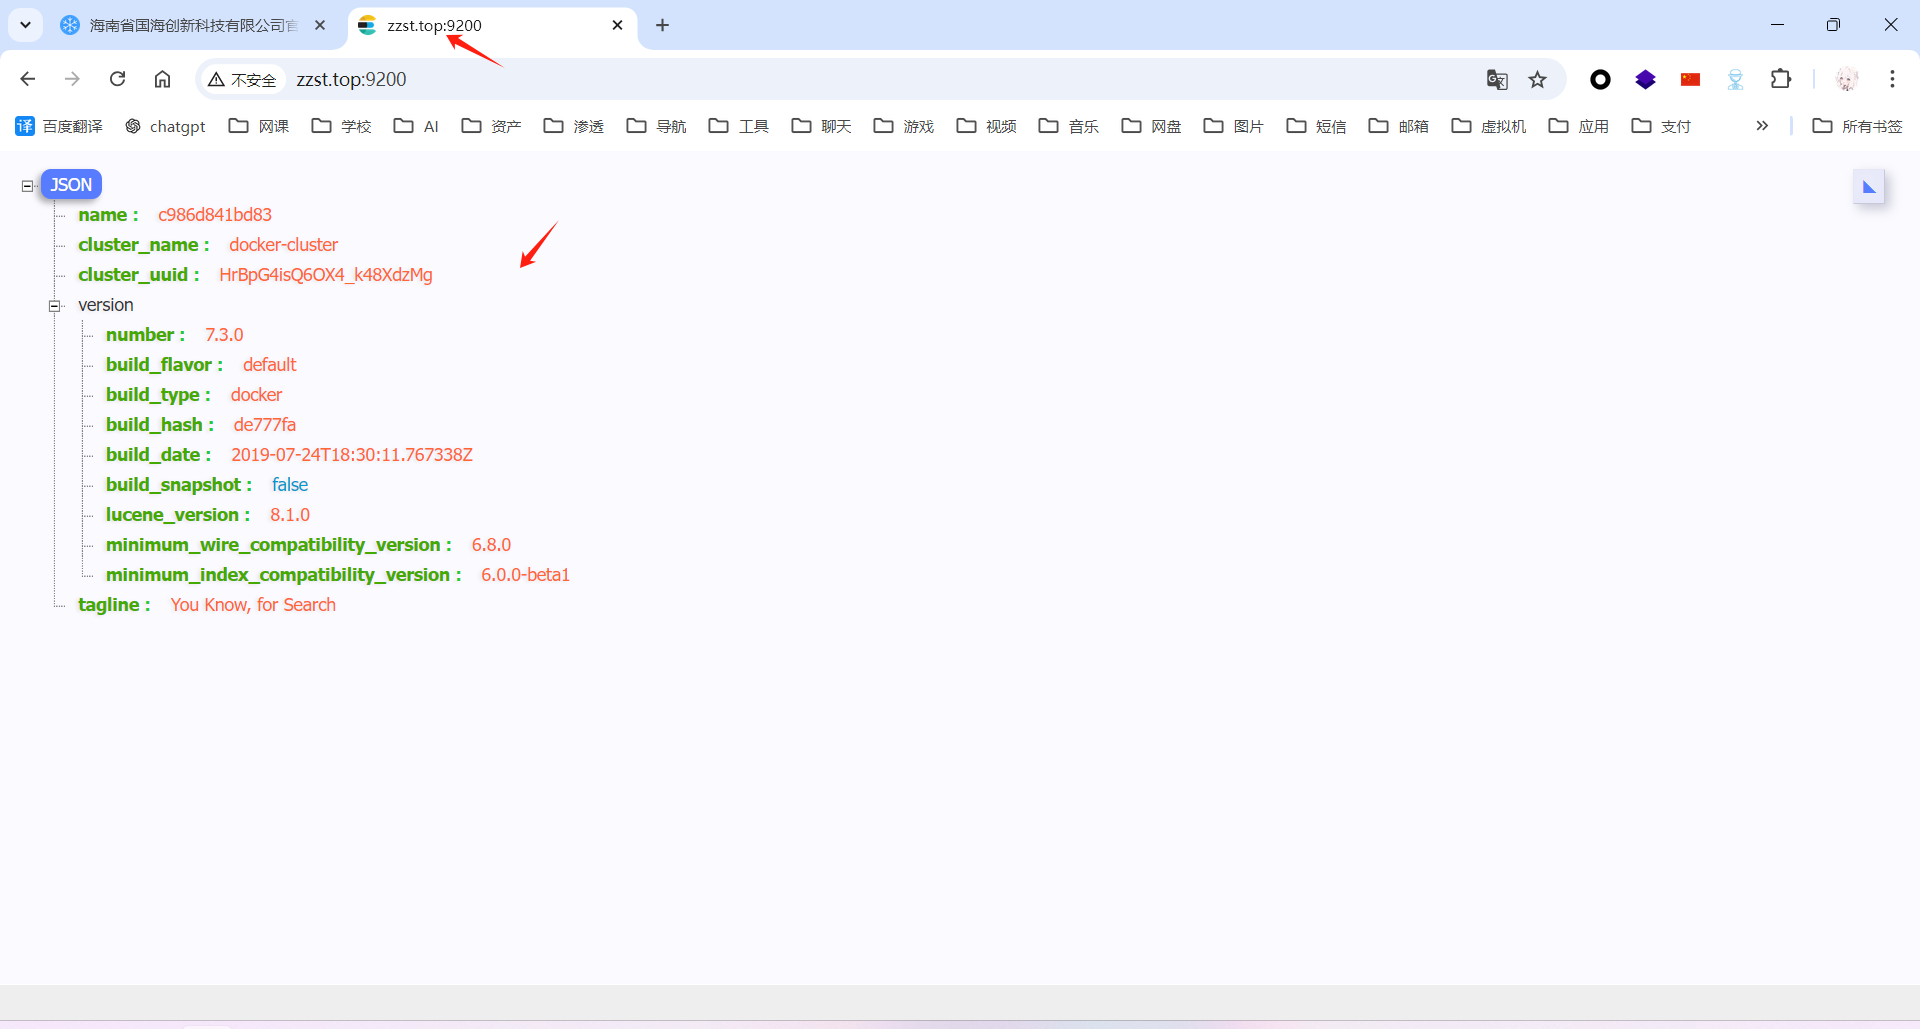 海南省国海创新科技有限公司官
zzst.top:9200
不安全
zzst.top:9200
译 百度翻译 chatgpt 网课 学校 AI 资产 渗透 导航 工具 聊天 游戏 视频 音乐 网盘 图片 短信 邮箱 虚拟机 应用 支付 » 所有书签
JSON
name : c986d841bd83
cluster_name : docker-cluster
cluster_uuid : HrBpG4isQ6OX4_k48XdzMg
version
number : 7.3.0
build_flavor : default
build_type : docker
build_hash : de777fa
build_date : 2019-07-24T18:30:11.767338Z
build_snapshot : false
lucene_version : 8.1.0
minimum_wire_compatibility_version : 6.8.0
minimum_index_compatibility_version : 6.0.0-beta1
tagline : You Know, for Search